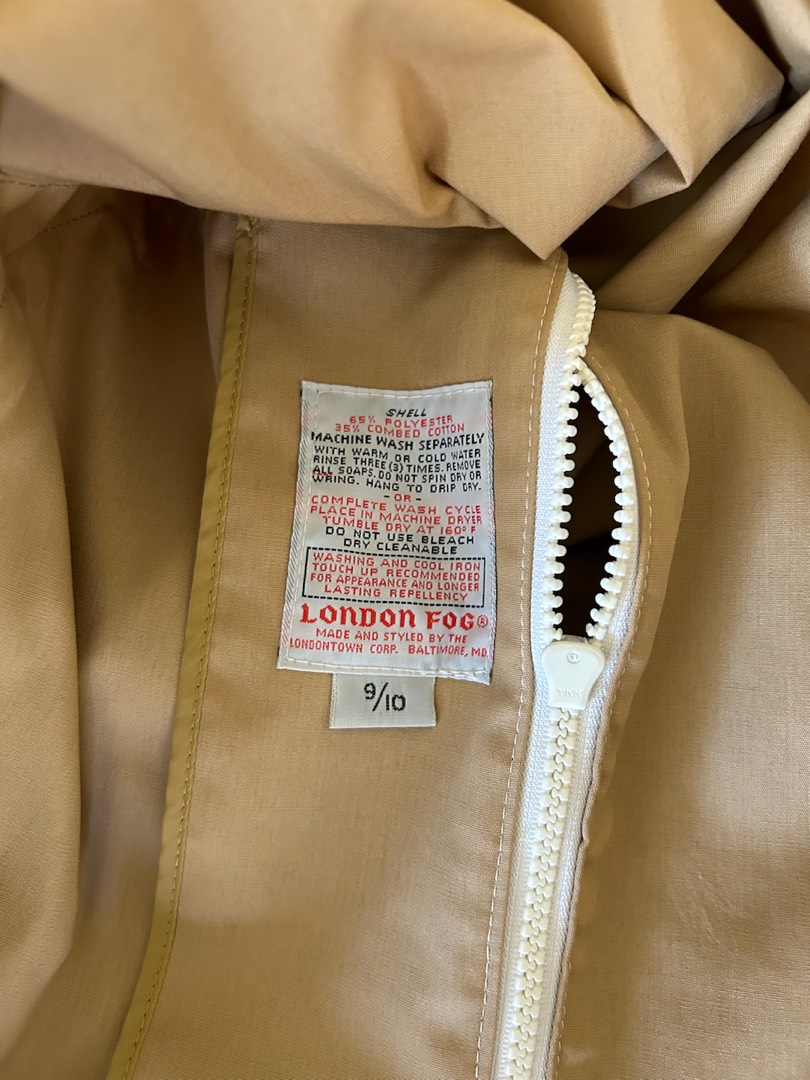 SHELL
65% POLYESTER
35% COMBED COTTON
MACHINE WASH SEPARATELY
WITH WARM OR COLD WATER
RINSE THREE (3) TIMES. REMOVE
ALL SOAPS. DO NOT SPIN DRY OR
WRING. HANG TO DRIP DRY.
- OR -
COMPLETE WASH CYCLE
PLACE IN MACHINE DRYER
TUMBLE DRY AT 160° F
DO NOT USE BLEACH
DRY CLEANABLE
WASHING AND COOL IRON
TOUCH UP RECOMMENDED
FOR APPEARANCE AND LONGER
LASTING REPELLENCY
LONDON FOG®
MADE AND STYLED BY THE
LONDONTOWN CORP. BALTIMORE, MD.
9/10